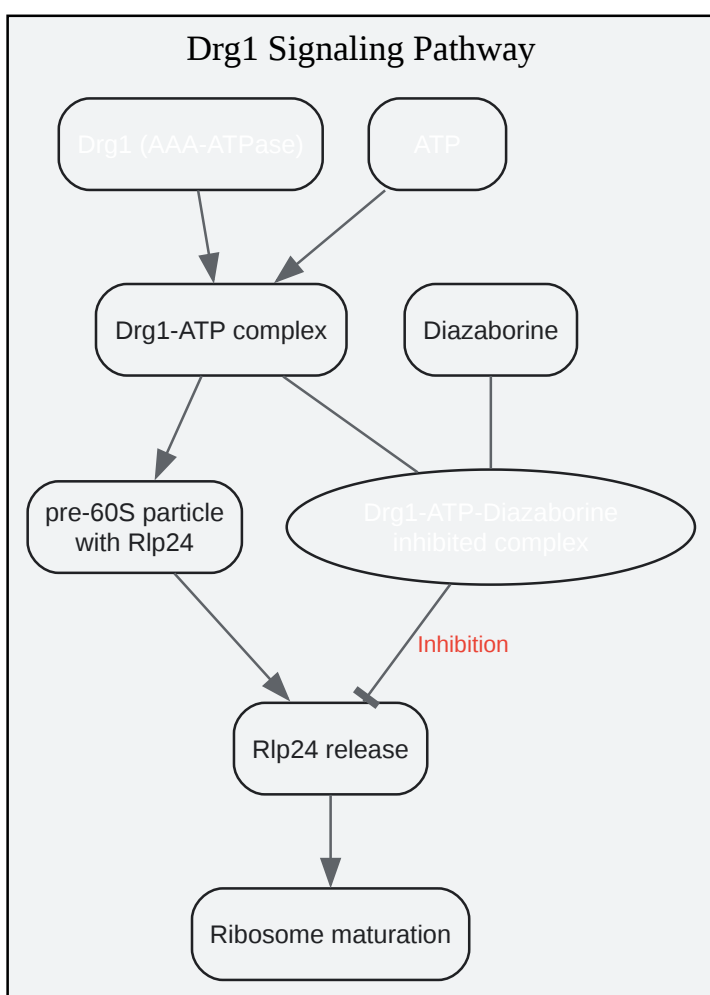 Drg1 Signaling Pathway
Drg1 (AAA-ATPase)
ATP
Drg1-ATP complex
Diazaborine
pre-60S particle
with Rlp24
Drg1-ATP-Diazaborine
inhibited complex
Inhibition
Rlp24 release
Ribosome maturation